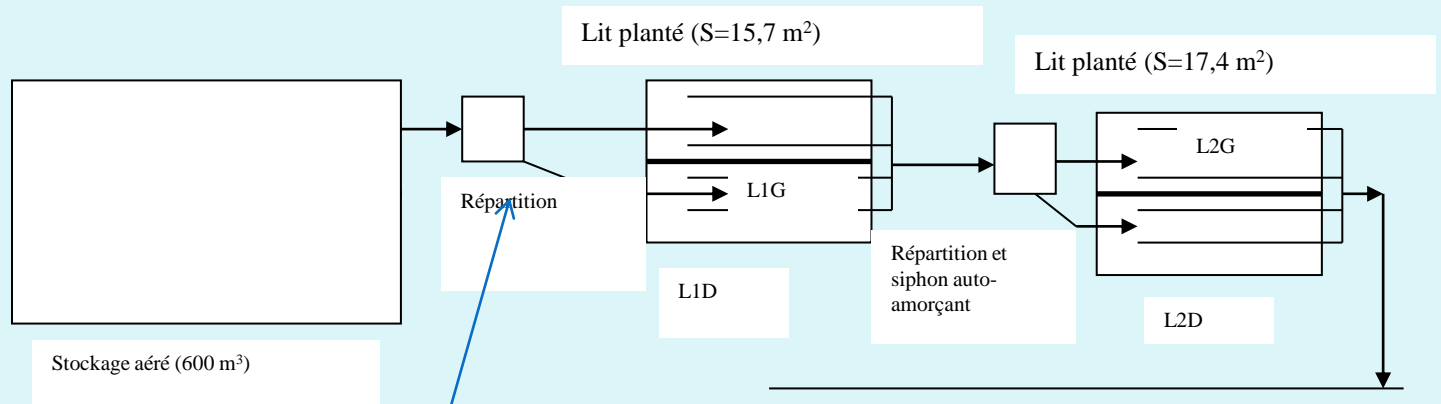 Lit planté (S=15,7 m²)
Lit planté (S=17,4 m²)
L2G
Répartition
L1G
Répartition et
siphon auto-
amorçant
L1D
L2D
Stockage aéré (600 m³)